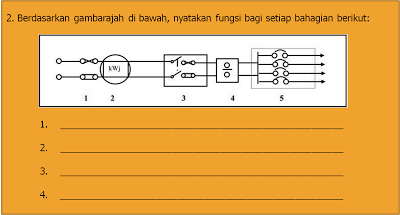 2. Berdasarkan gambarajah di bawah, nyatakan fungsi bagi setiap bahagian berikut:
kWj
1 2 3 4 5
1.
2.
3.
4.